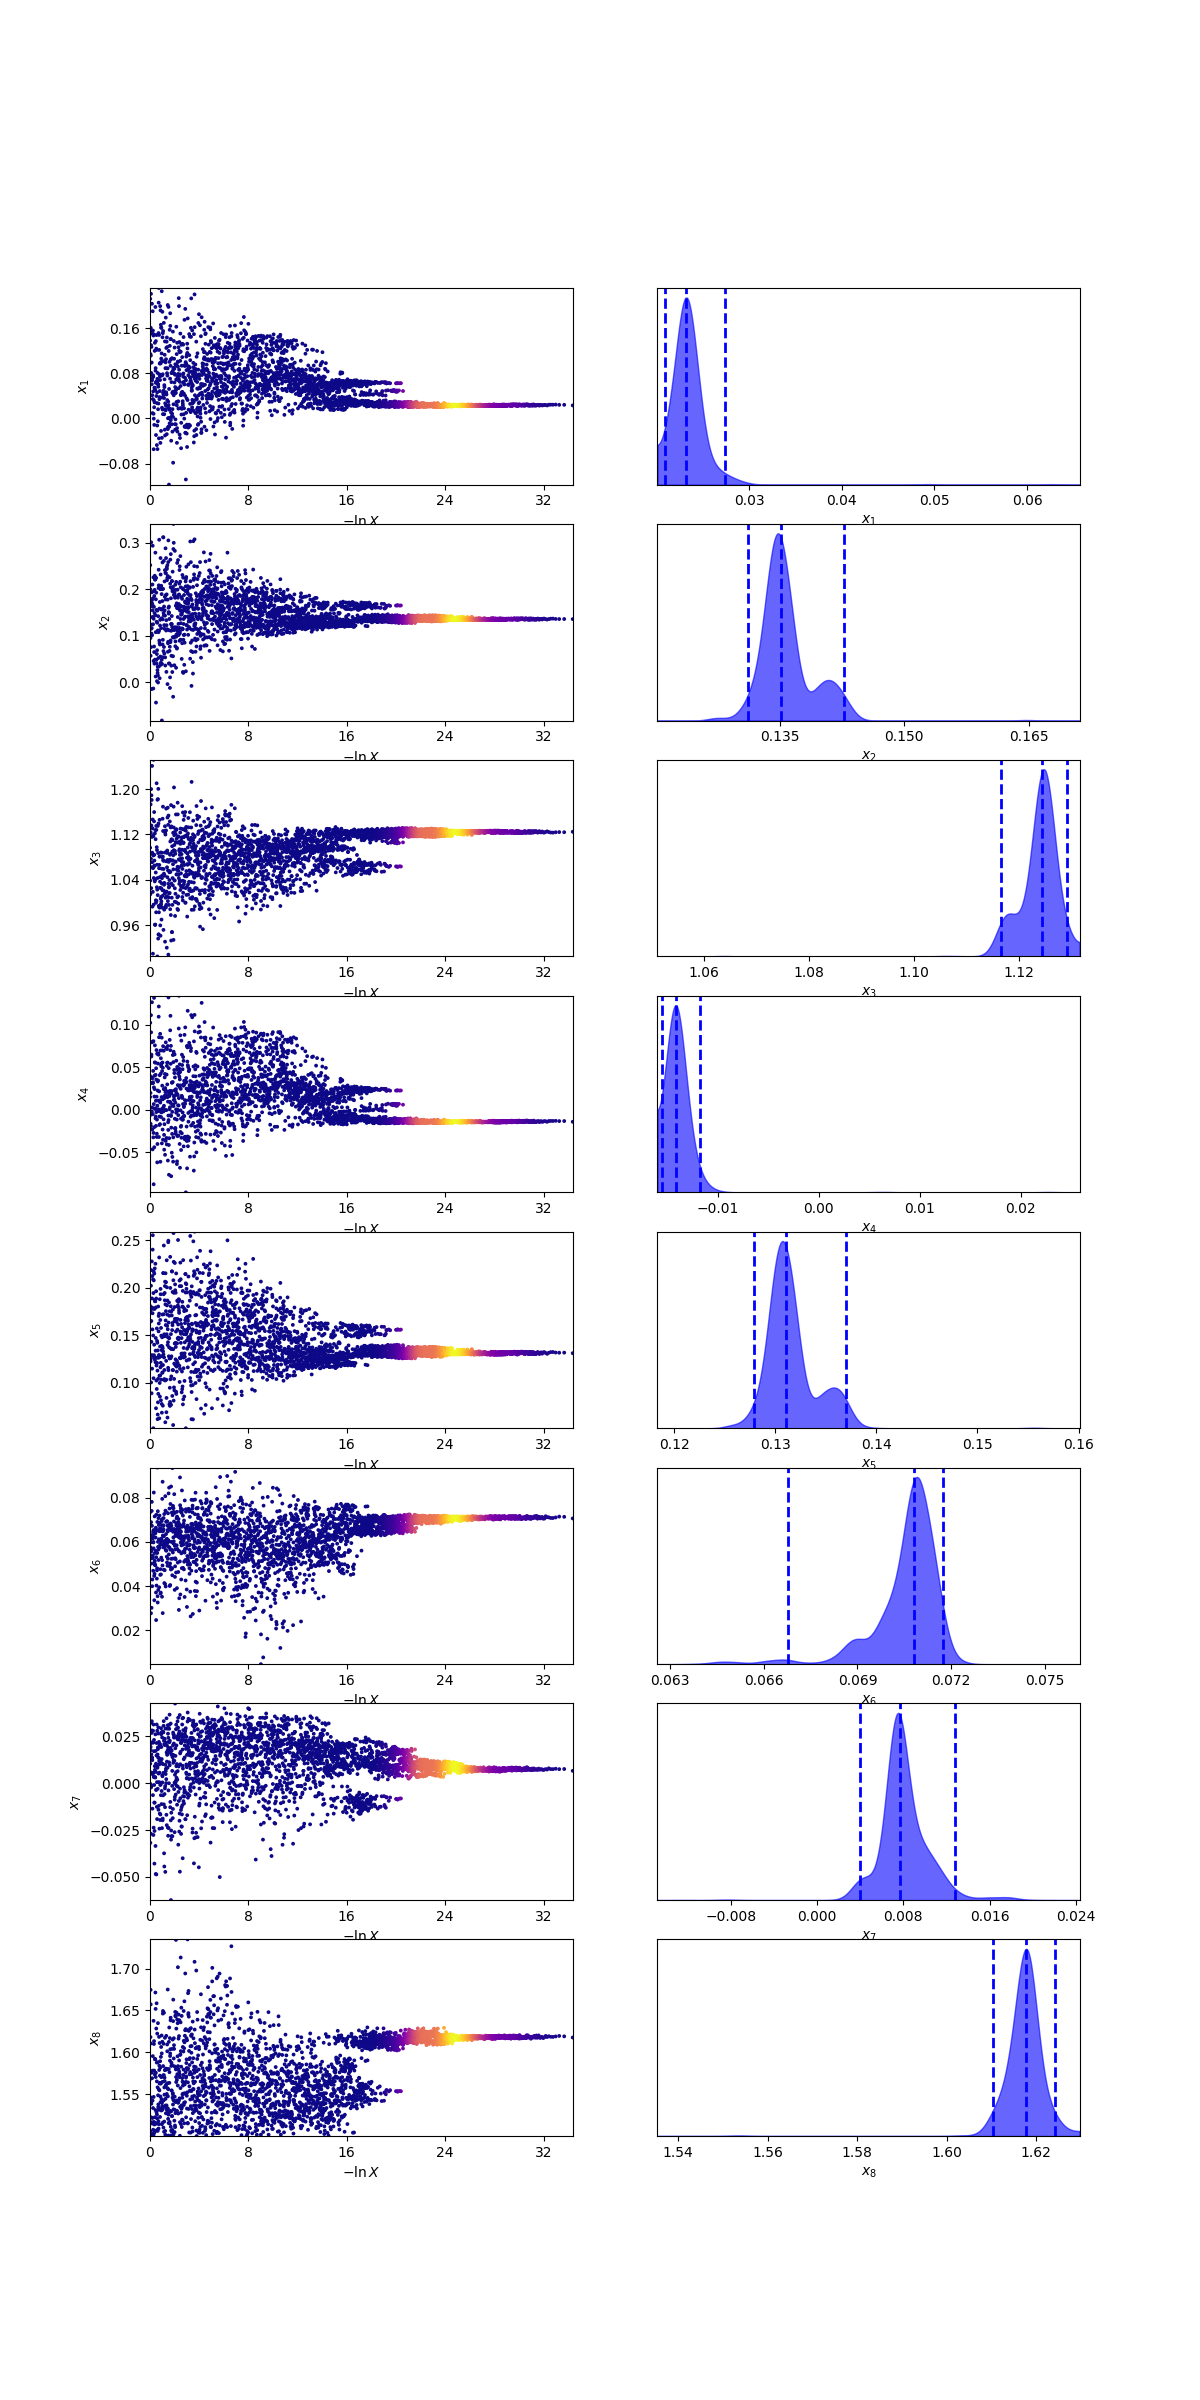 0.16
0.08
0.00
−0.08
x₁
0 8 16 24 32
−ln X
0.03 0.04 0.05 0.06
x₁
0.3
0.2
0.1
0.0
x₂
0 8 16 24 32
−ln X
0.135 0.150 0.165
x₂
1.20
1.12
1.04
0.96
x₃
0 8 16 24 32
−ln X
1.06 1.08 1.10 1.12
x₃
0.10
0.05
0.00
−0.05
x₄
0 8 16 24 32
−ln X
−0.01 0.00 0.01 0.02
x₄
0.25
0.20
0.15
0.10
x₅
0 8 16 24 32
−ln X
0.12 0.13 0.14 0.15 0.16
x₅
0.08
0.06
0.04
0.02
x₆
0 8 16 24 32
−ln X
0.063 0.066 0.069 0.072 0.075
x₆
0.025
0.000
−0.025
−0.050
x₇
0 8 16 24 32
−ln X
−0.008 0.000 0.008 0.016 0.024
x₇
1.70
1.65
1.60
1.55
x₈
0 8 16 24 32
−ln X
1.54 1.56 1.58 1.60 1.62
x₈